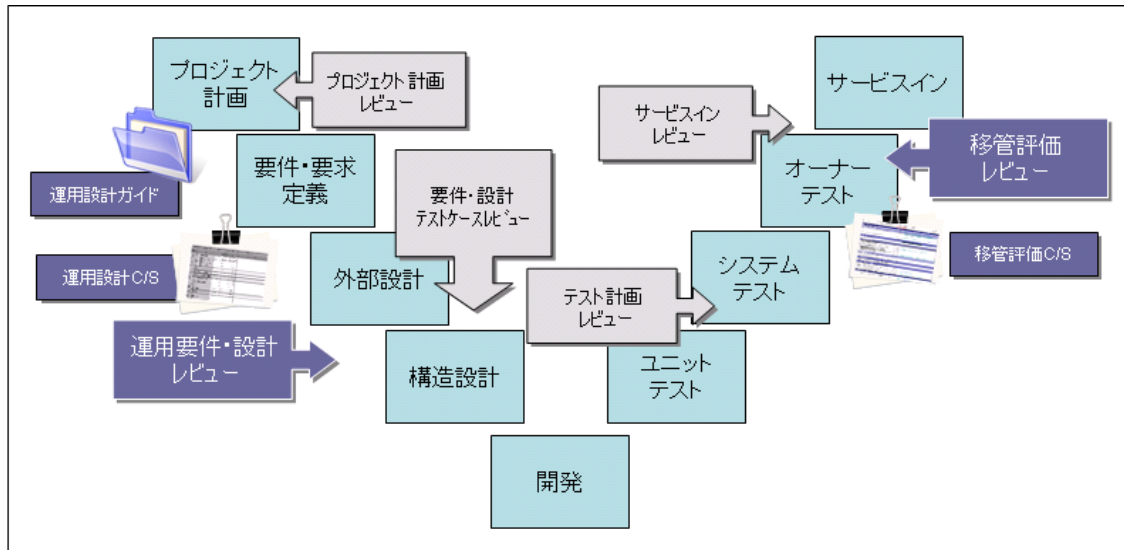 プロジェクト
計画
プロジェクト計画
レビュー
サービスイン
サービスイン
レビュー
運用設計ガイド
要件・要求
定義
要件・設計
テストケースレビュー
オーナー
テスト
移管評価
レビュー
運用設計C/S
外部設計
テスト計画
レビュー
システム
テスト
移管評価C/S
運用要件・設計
レビュー
構造設計
ユニット
テスト
開発